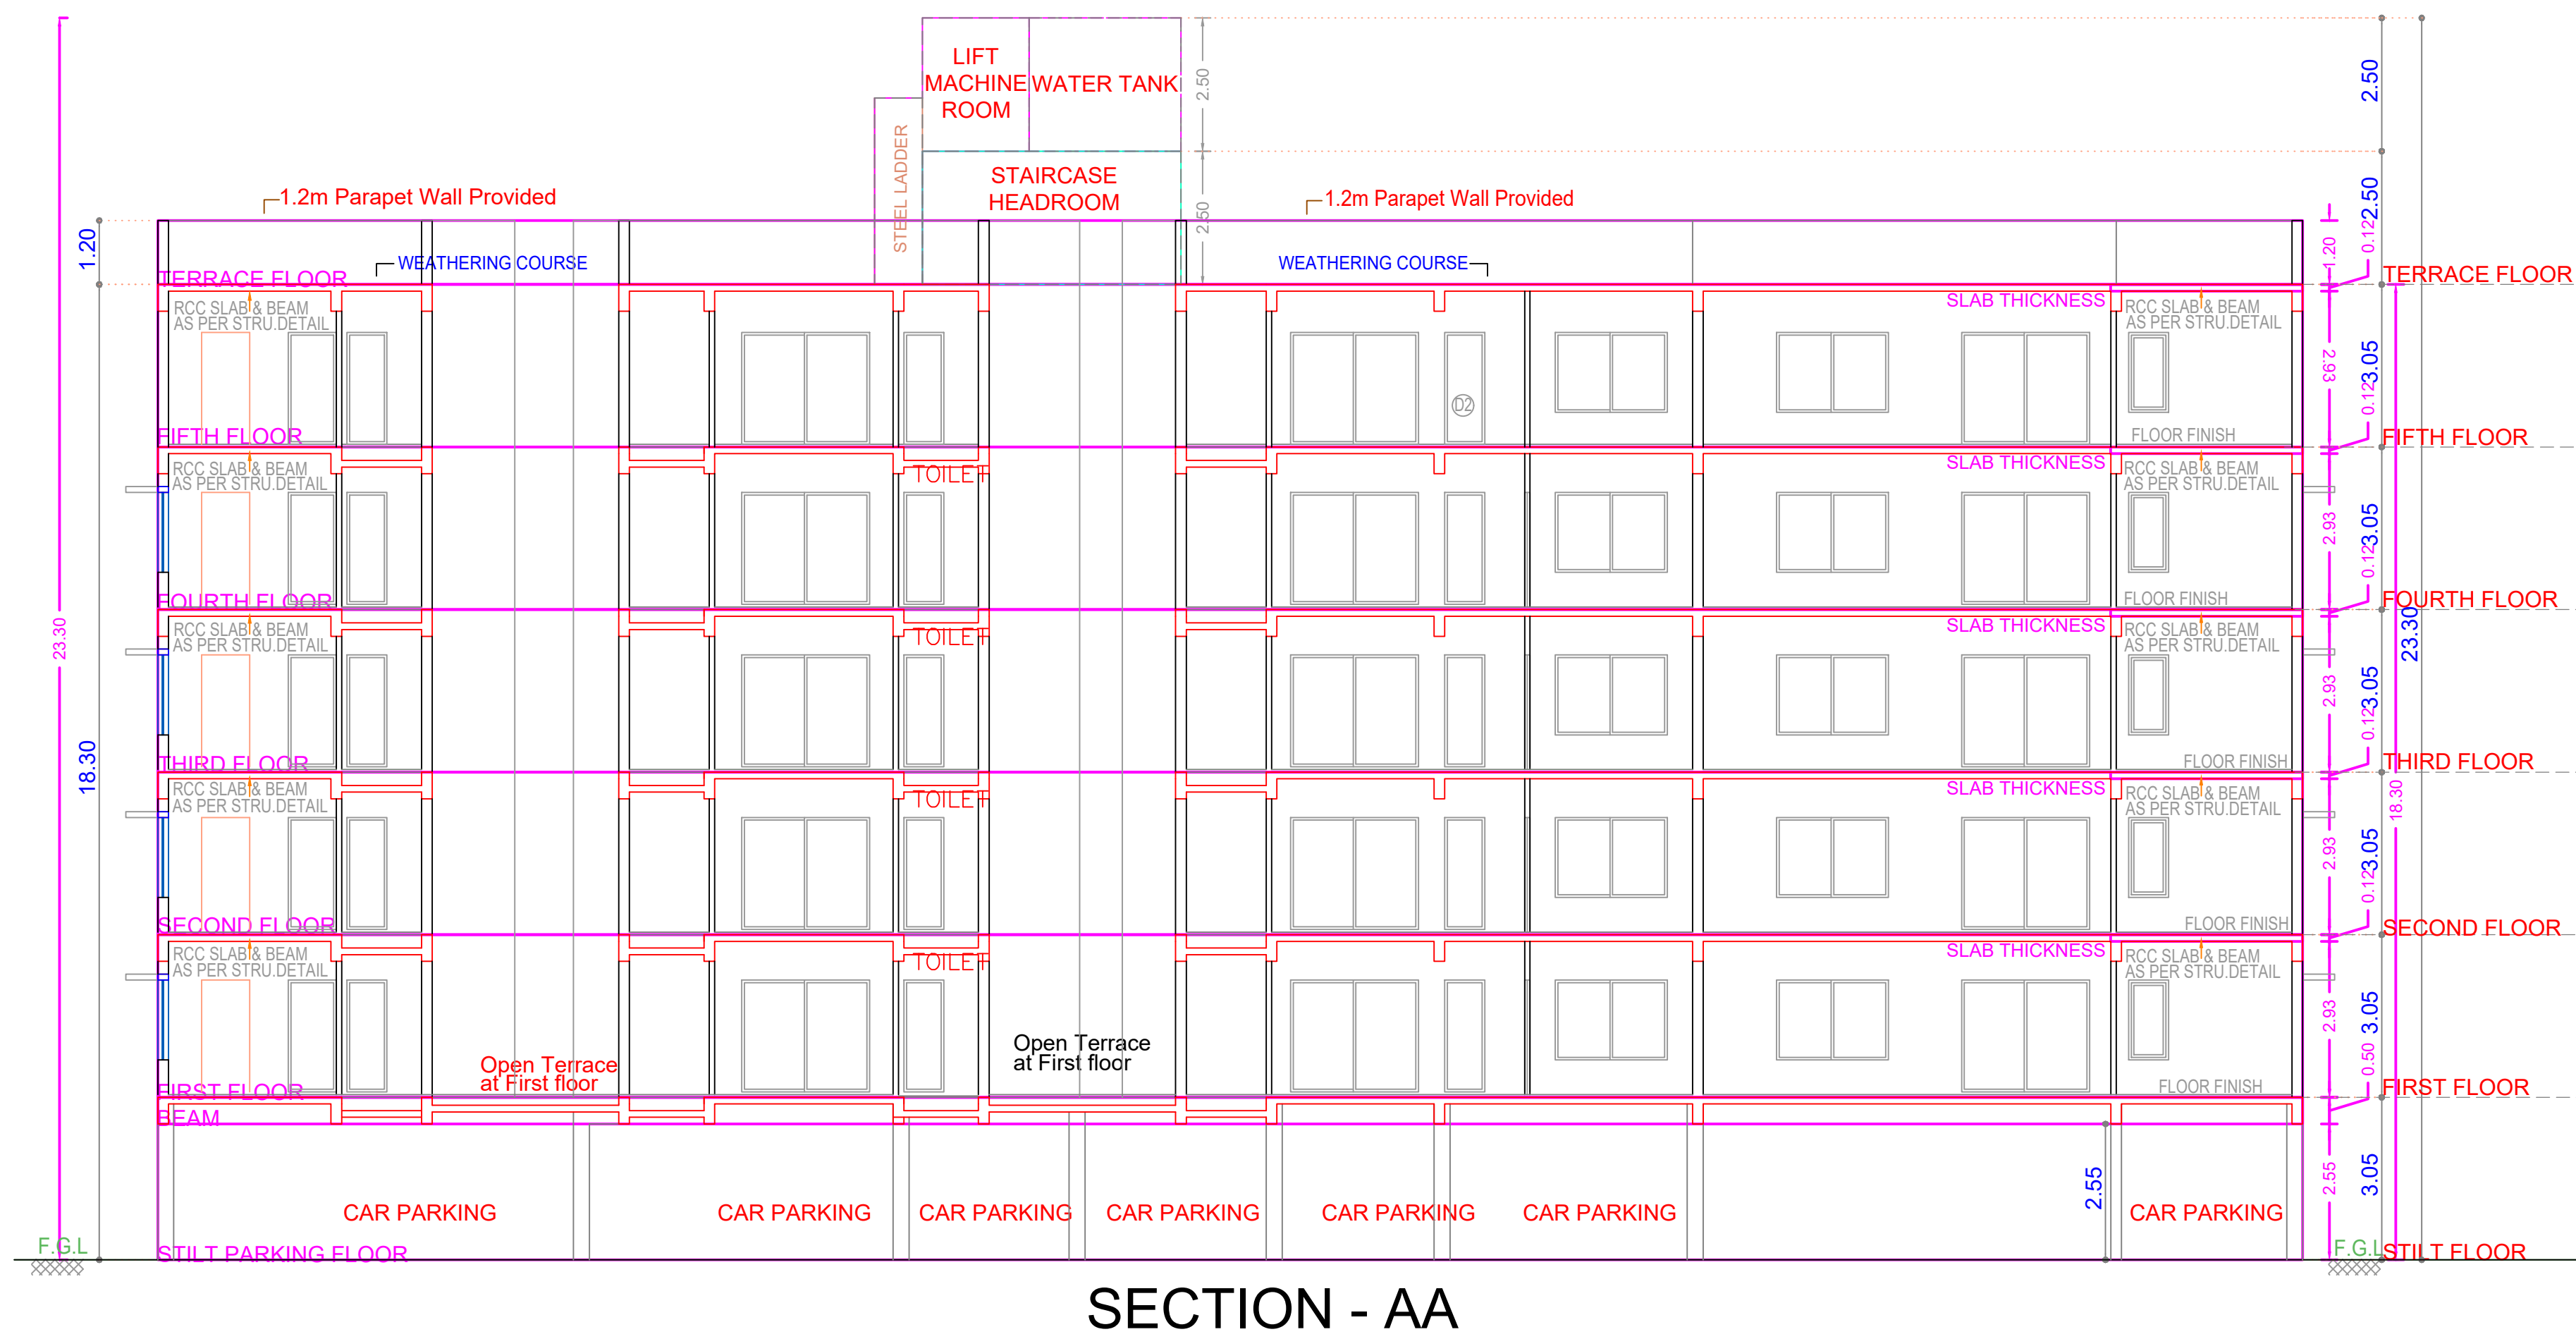 LIFT
MACHINE
ROOM
WATER TANK
2.50
2.50
STEEL LADDER
STAIRCASE
HEADROOM
2.50
2.50
1.2m Parapet Wall Provided
1.2m Parapet Wall Provided
1.20
WEATHERING COURSE
WEATHERING COURSE
1.20
0.12
TERRACE FLOOR
TERRACE FLOOR
RCC SLAB & BEAM
AS PER STRU.DETAIL
SLAB THICKNESS
RCC SLAB & BEAM
AS PER STRU.DETAIL
2.93
3.05
0.12
D2
FLOOR FINISH
FIFTH FLOOR
FIFTH FLOOR
RCC SLAB & BEAM
AS PER STRU.DETAIL
TOILET
SLAB THICKNESS
RCC SLAB & BEAM
AS PER STRU.DETAIL
2.93
3.05
0.12
FLOOR FINISH
FOURTH FLOOR
FOURTH FLOOR
23.30
23.30
RCC SLAB & BEAM
AS PER STRU.DETAIL
TOILET
SLAB THICKNESS
RCC SLAB & BEAM
AS PER STRU.DETAIL
2.93
3.05
0.12
FLOOR FINISH
THIRD FLOOR
THIRD FLOOR
18.30
18.30
RCC SLAB & BEAM
AS PER STRU.DETAIL
TOILET
SLAB THICKNESS
RCC SLAB & BEAM
AS PER STRU.DETAIL
2.93
3.05
0.12
FLOOR FINISH
SECOND FLOOR
SECOND FLOOR
RCC SLAB & BEAM
AS PER STRU.DETAIL
TOILET
SLAB THICKNESS
RCC SLAB & BEAM
AS PER STRU.DETAIL
2.93
3.05
0.50
Open Terrace
at First floor
Open Terrace
at First floor
FLOOR FINISH
FIRST FLOOR
FIRST FLOOR
BEAM
2.55
2.55
3.05
CAR PARKING
CAR PARKING
CAR PARKING
CAR PARKING
CAR PARKING
CAR PARKING
CAR PARKING
F.G.L
STILT PARKING FLOOR
F.G.L
STILT FLOOR
SECTION - AA